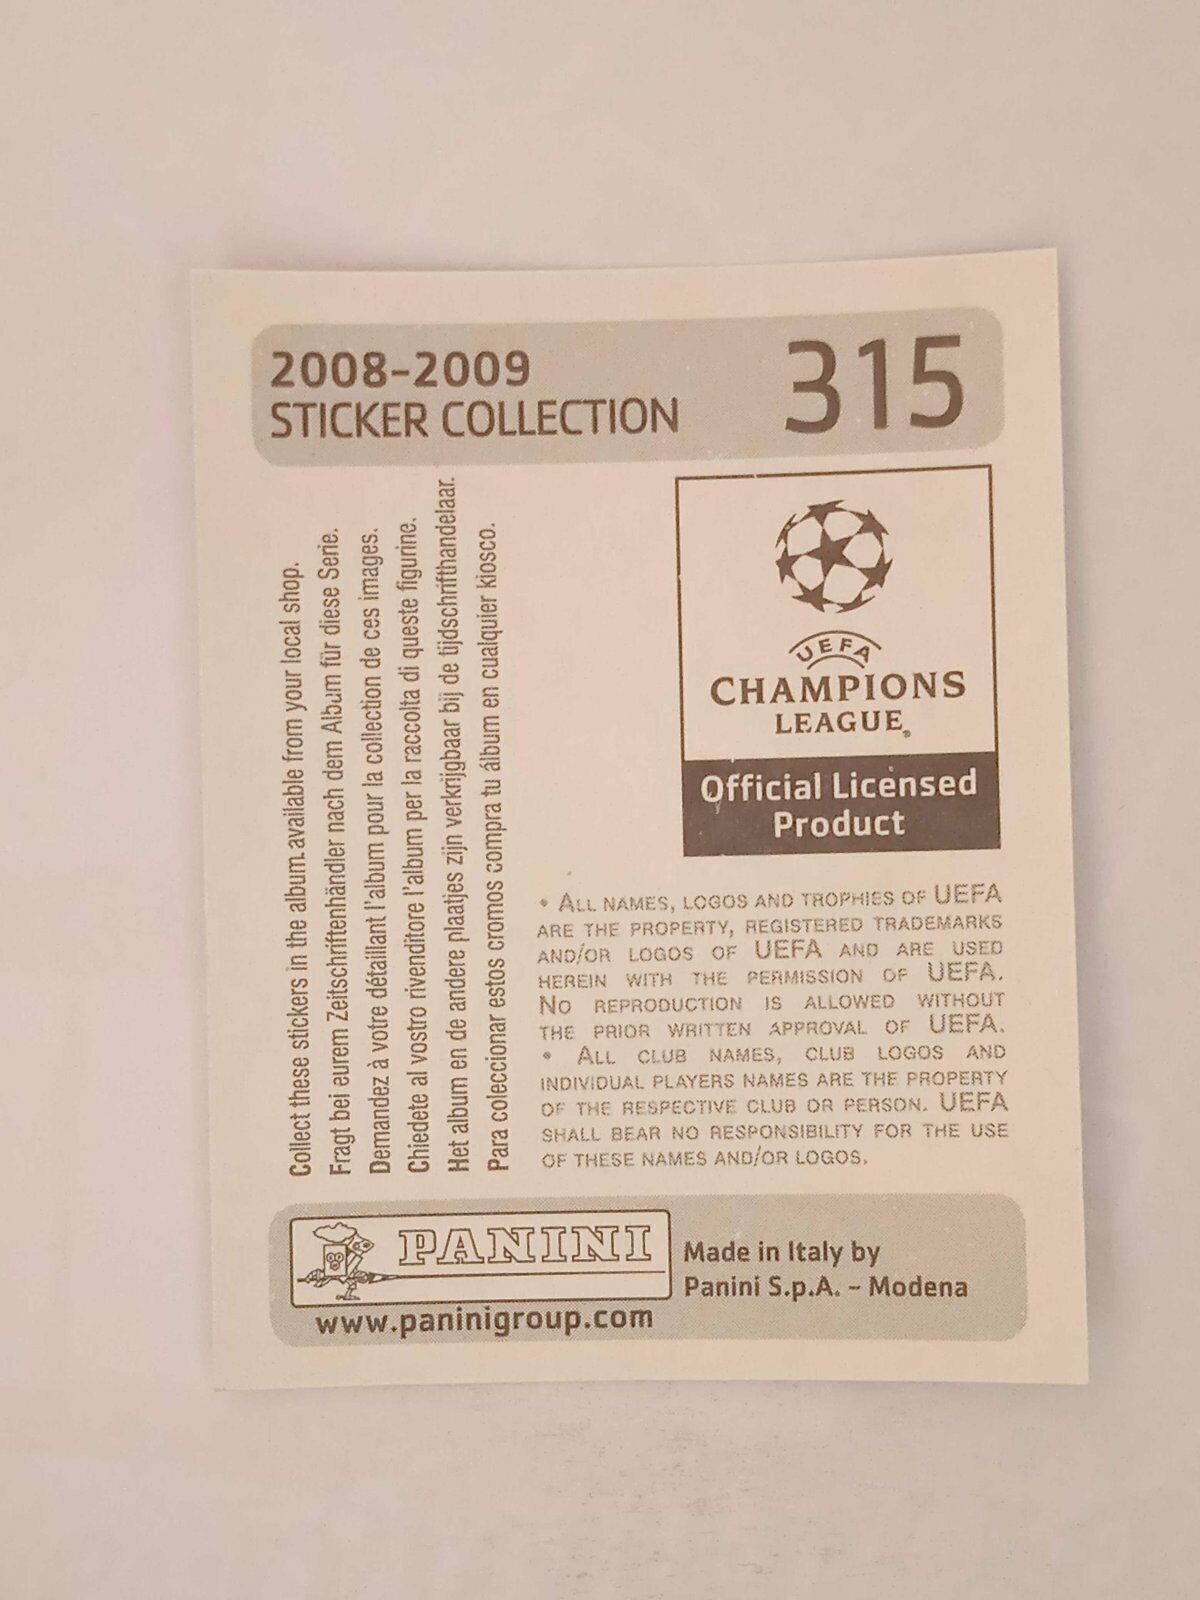 2008-2009
STICKER COLLECTION
315
Collect these stickers in the album available from your local shop.
Fragt bei eurem Zeitschriftenhändler nach dem Album für diese Serie.
Demandez à votre détaillant l'album pour la collection de ces images.
Chiedete al vostro rivenditore l'album per la raccolta di queste figurine.
Het album en de andere plaatjes zijn verkrijgbaar bij de tijdschrifthandelaar.
Para coleccionar estos cromos compra tu álbum en cualquier kiosco.
UEFA
CHAMPIONS
LEAGUE®
Official Licensed
Product
• ALL NAMES, LOGOS AND TROPHIES OF UEFA
ARE THE PROPERTY, REGISTERED TRADEMARKS
AND/OR LOGOS OF UEFA AND ARE USED
HEREIN WITH THE PERMISSION OF UEFA.
NO REPRODUCTION IS ALLOWED WITHOUT
THE PRIOR WRITTEN APPROVAL OF UEFA.
• ALL CLUB NAMES, CLUB LOGOS AND
INDIVIDUAL PLAYERS NAMES ARE THE PROPERTY
OF THE RESPECTIVE CLUB OR PERSON. UEFA
SHALL BEAR NO RESPONSIBILITY FOR THE USE
OF THESE NAMES AND/OR LOGOS.
PANINI
www.paninigroup.com
Made in Italy by
Panini S.p.A. - Modena